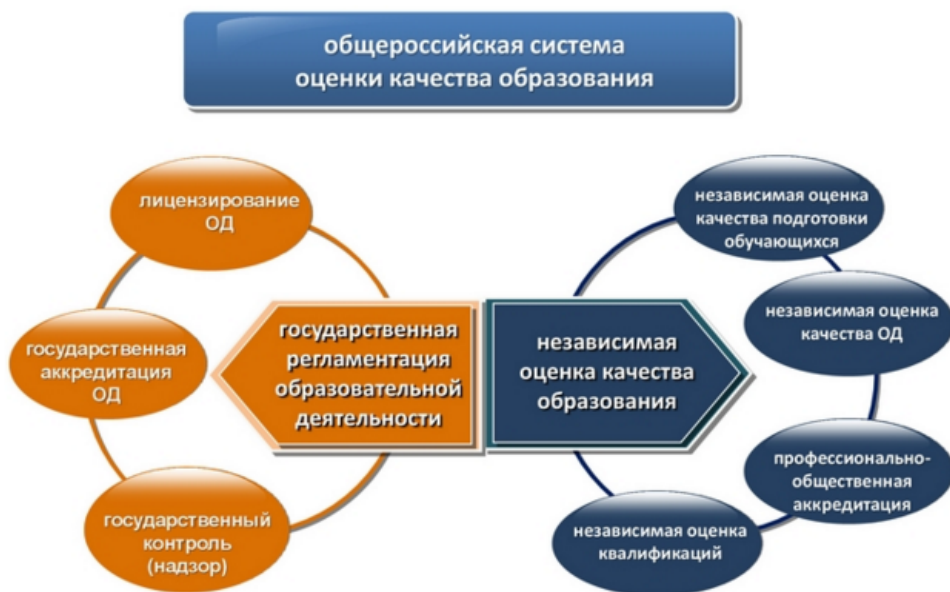 общероссийская система
оценки качества образования
лицензирование
ОД
государственная
аккредитация
ОД
государственный
контроль
(надзор)
государственная
регламентация
образовательной
деятельности
независимая
оценка качества
образования
независимая оценка
качества подготовки
обучающихся
независимая оценка
качества ОД
профессионально-
общественная
аккредитация
независимая оценка
квалификаций